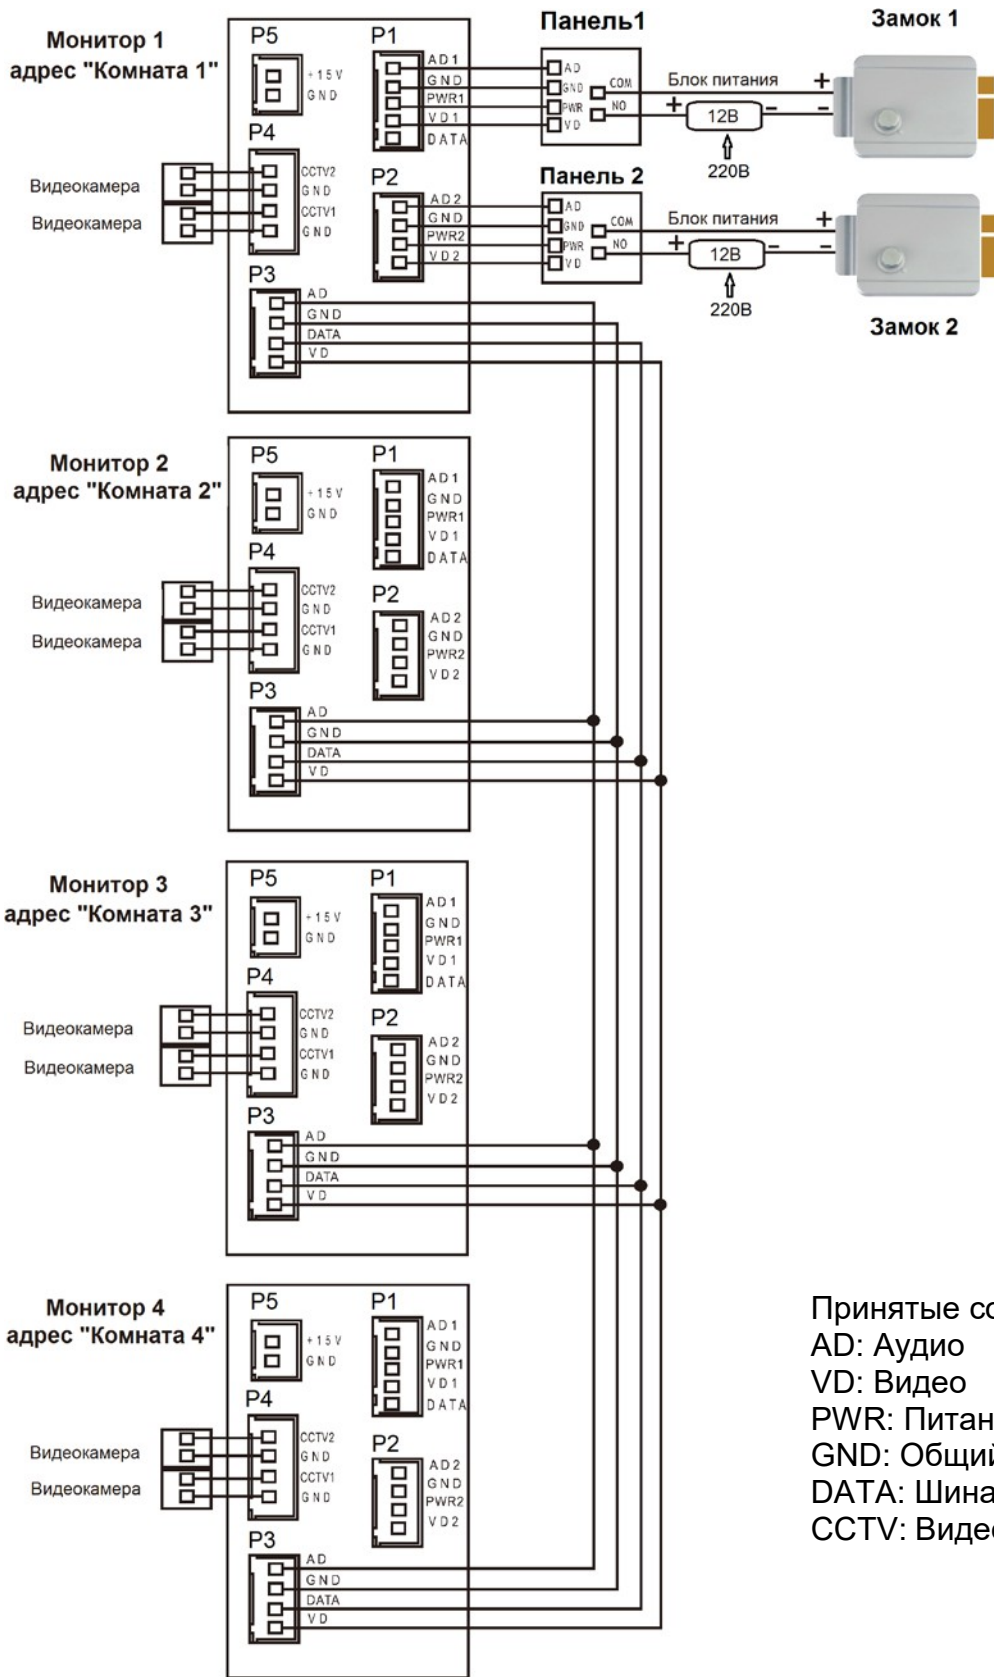 Монитор 1
адрес "Комната 1"
P5
+15V
GND
P1
AD1
GND
PWR1
VD1
DATA
P4
CCTV2
GND
CCTV1
GND
Видеокамера
Видеокамера
P2
AD2
GND
PWR2
VD2
P3
AD
GND
DATA
VD
Панель1
AD
GND
PWR
VD
COM
NO
Блок питания
+
+
12В
-
-
220В
Замок 1
Панель 2
AD
GND
PWR
VD
COM
NO
Блок питания
+
+
12В
-
-
220В
Замок 2
Монитор 2
адрес "Комната 2"
P5
+15V
GND
P1
AD1
GND
PWR1
VD1
DATA
P4
CCTV2
GND
CCTV1
GND
Видеокамера
Видеокамера
P2
AD2
GND
PWR2
VD2
P3
AD
GND
DATA
VD
Монитор 3
адрес "Комната 3"
P5
+15V
GND
P1
AD1
GND
PWR1
VD1
DATA
P4
CCTV2
GND
CCTV1
GND
Видеокамера
Видеокамера
P2
AD2
GND
PWR2
VD2
P3
AD
GND
DATA
VD
Монитор 4
адрес "Комната 4"
P5
+15V
GND
P1
AD1
GND
PWR1
VD1
DATA
P4
CCTV2
GND
CCTV1
GND
Видеокамера
Видеокамера
P2
AD2
GND
PWR2
VD2
P3
AD
GND
DATA
VD
Принятые
AD: Аудио
VD: Видео
PWR:
GND: Общий
DATA: Шина
CCTV: